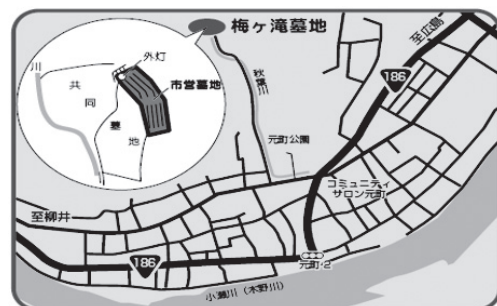 梅ヶ滝墓地
至広島
外灯
川
186
市営墓地
共同墓地
秋葉川
元町公園
コミュニティ
サロン元町
至柳井
186
元町・2
小瀬川(木野川)